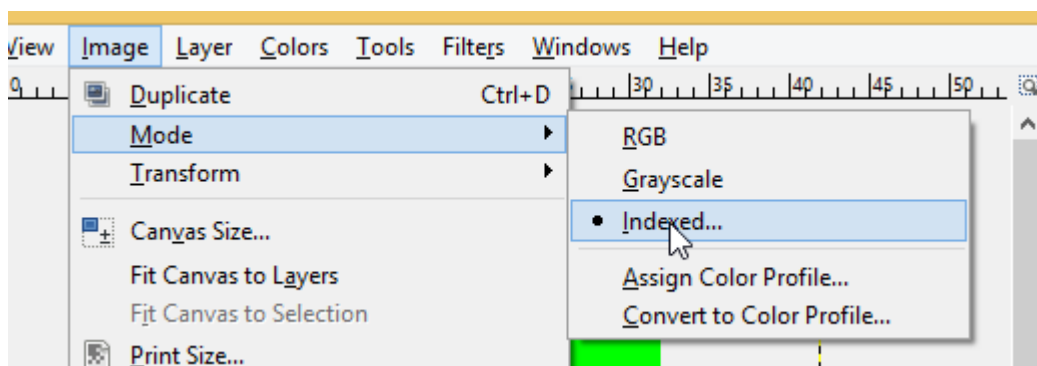 View Image Layer Colors Tools Filters Windows Help
30 35 40 45 50
Duplicate Ctrl+D
Mode
RGB
Transform
Grayscale
Indexed...
Canvas Size...
Fit Canvas to Layers
Assign Color Profile...
Fit Canvas to Selection
Convert to Color Profile...
Print Size...